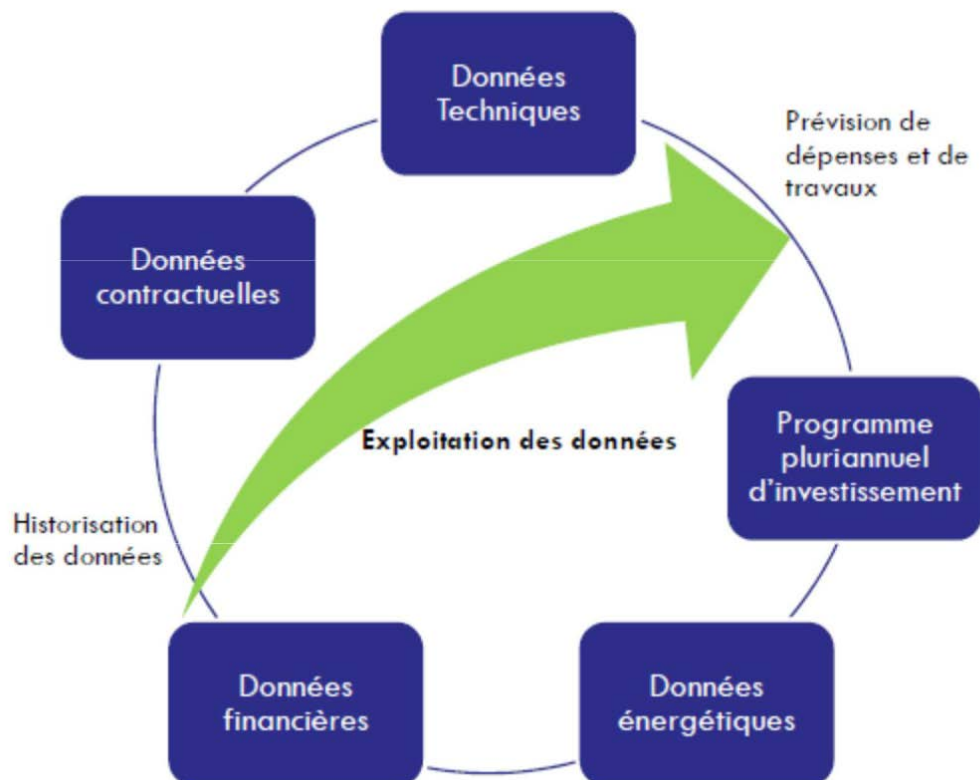 Données
Techniques
Prévision de
dépenses et de
travaux
Données
contractuelles
Exploitation des données
Programme
pluriannuel
d'investissement
Historisation
des données
Données
financières
Données
énergétiques